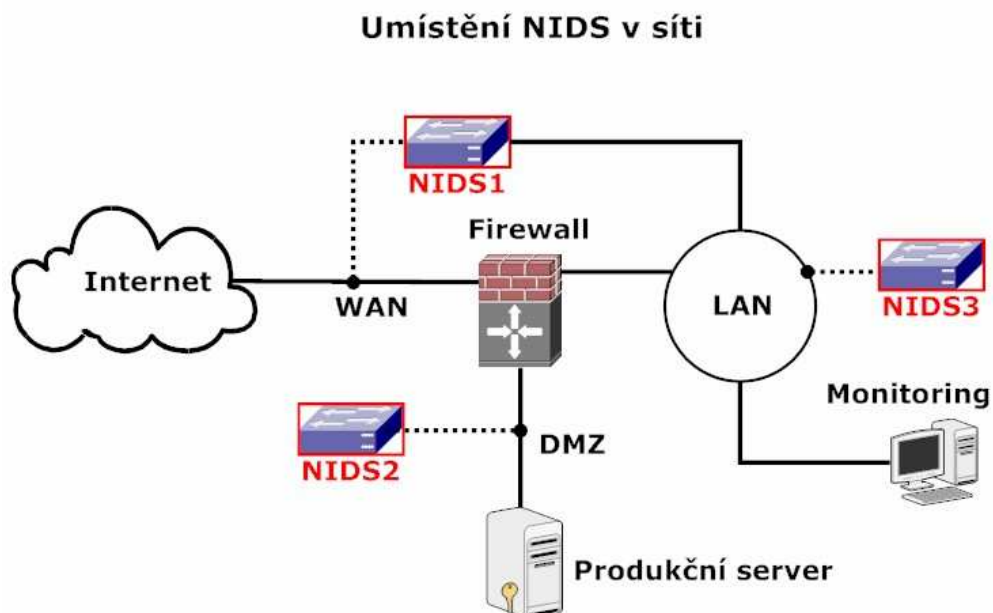 Umístění NIDS v síti
NIDS1
Firewall
Internet
WAN
LAN
NIDS3
Monitoring
NIDS2
DMZ
Produkční server